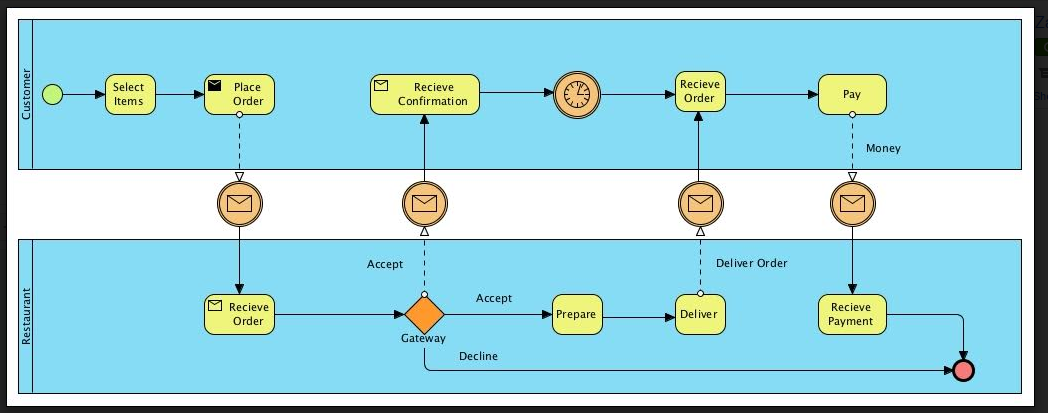 Customer
Select
Items
Place
Order
Recieve
Confirmation
Recieve
Order
Pay
Money
Restaurant
Accept
Deliver Order
Recieve
Order
Gateway
Accept
Prepare
Deliver
Recieve
Payment
Decline